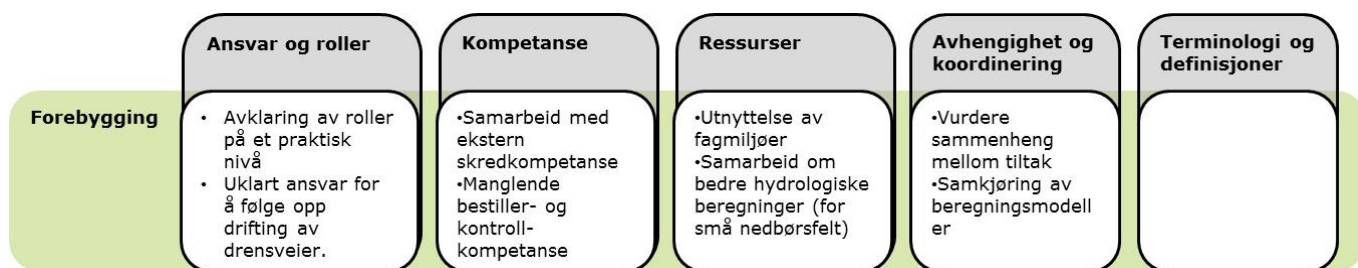 Ansvar og roller
Kompetanse
Ressurser
Avhengighet og
koordinering
Terminologi og
definisjoner
Forebygging
• Avklaring av roller
på et praktisk
nivå
• Uklart ansvar for
å følge opp
drifting av
drensveier.
•Samarbeid med
ekstern
skredkompetanse
•Manglende
bestiller- og
kontroll-
kompetanse
•Utnyttelse av
fagmiljøer
•Samarbeid om
bedre hydrologiske
beregninger (for
små nedbørsfelt)
•Vurdere
sammenheng
mellom tiltak
•Samkjøring av
beregningsmodell
er